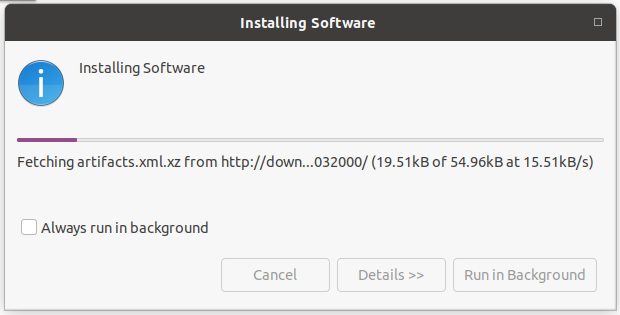 Installing Software
Installing Software
Fetching artifacts.xml.xz from http://down...032000/ (19.51kB of 54.96kB at 15.51kB/s)
Always run in background
Cancel
Details >>
Run in Background